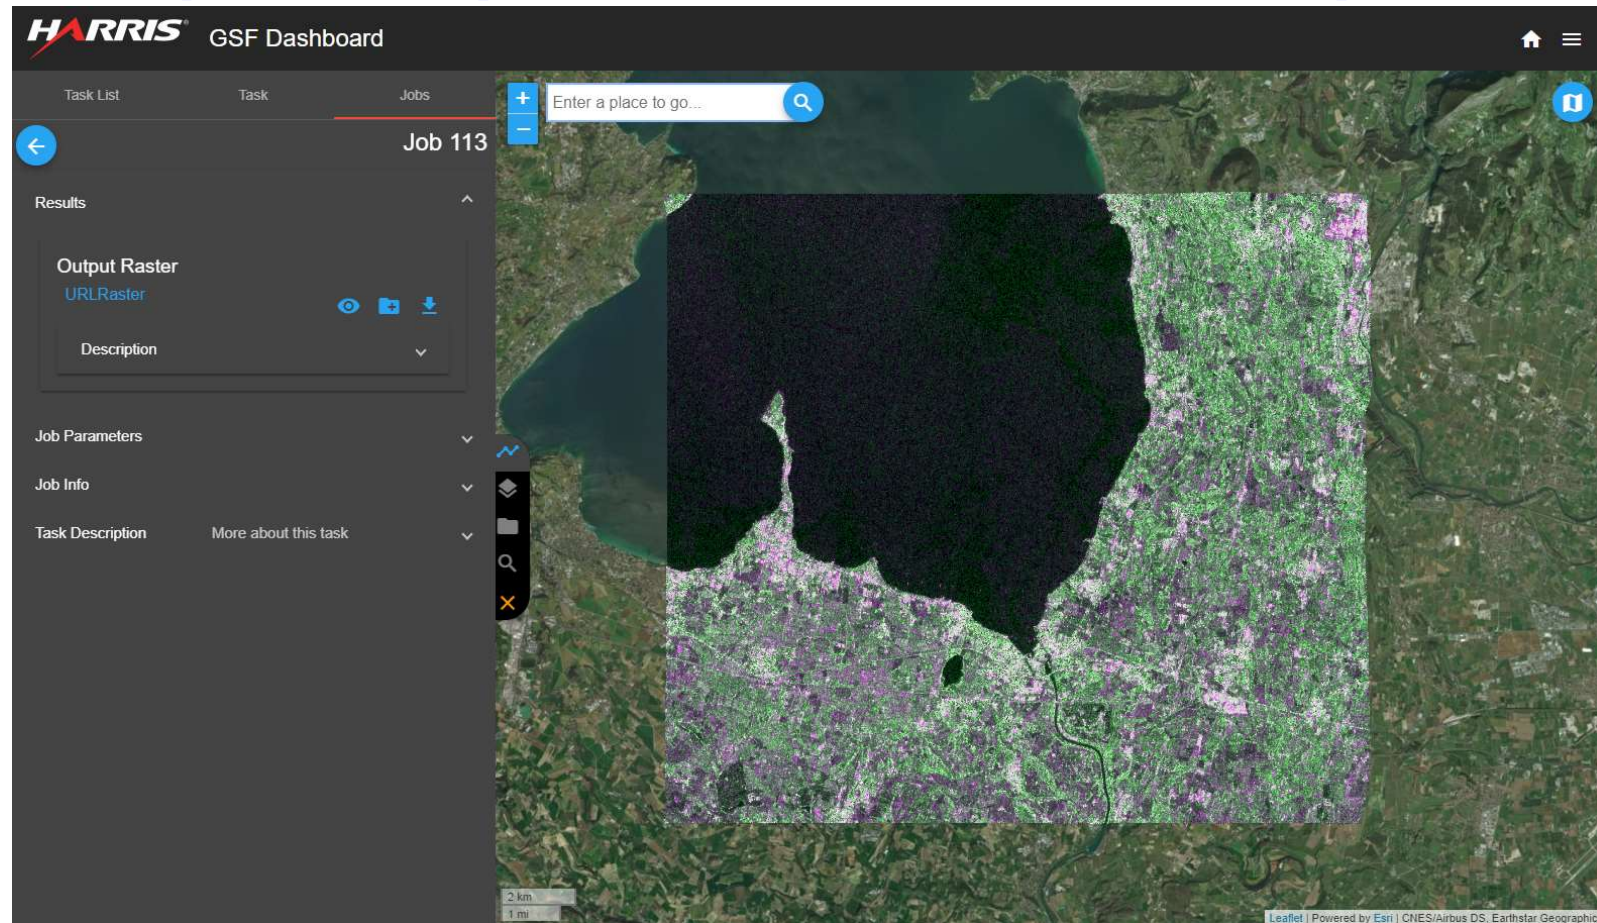 HARRIS® GSF Dashboard
Task List Task Jobs
Job 113
Results
Output Raster
URLRaster
Description
Job Parameters
Job Info
Task Description More about this task
+
−
Enter a place to go...
2 km
1 mi
Leaflet | Powered by Esri | CNES/Airbus DS, Earthstar Geographic